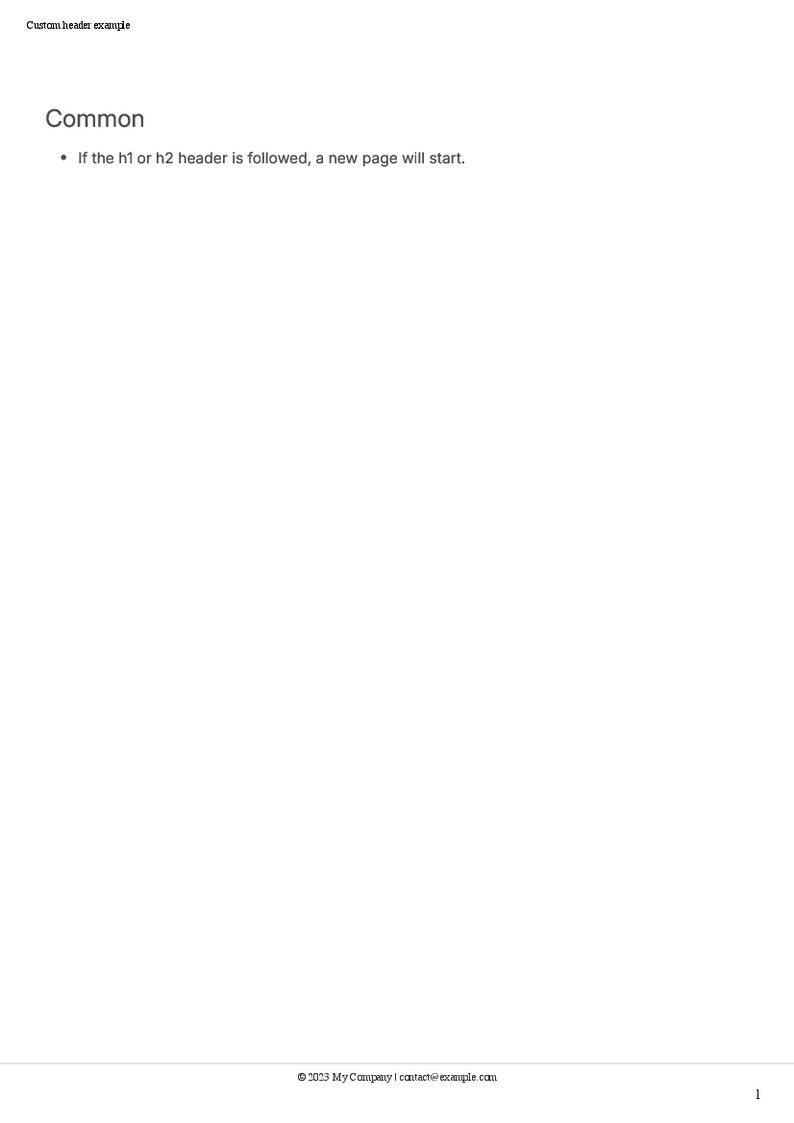 Custom header example
Common
• If the h1 or h2 header is followed, a new page will start.
© 2023 My Company | contact@example.com
1